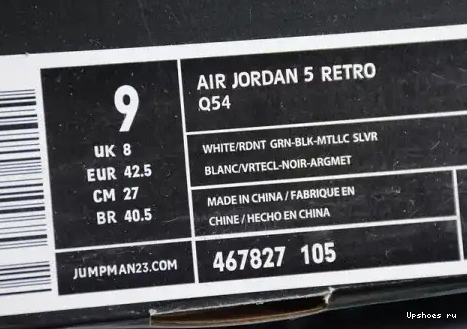 9
UK 8
EUR 42.5
CM 27
BR 40.5
JUMPMAN23.COM
AIR JORDAN 5 RETRO
Q54
WHITE/RDNT GRN-BLK-MTLLC SLVR
BLANC/VRTECL-NOIR-ARGMET
MADE IN CHINA / FABRIQUE EN
CHINE / HECHO EN CHINA
467827 105
Upshoes ru